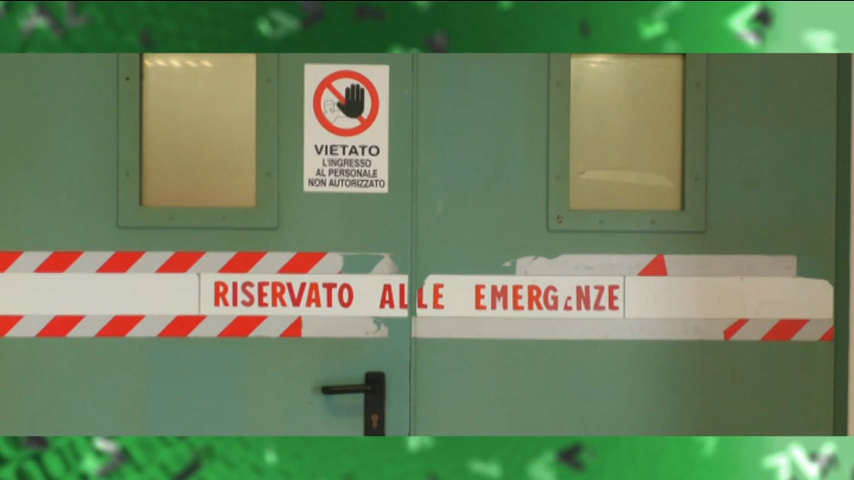 VIETATO
L'INGRESSO
AL PERSONALE
NON AUTORIZZATO
RISERVATO ALLE EMERGENZE